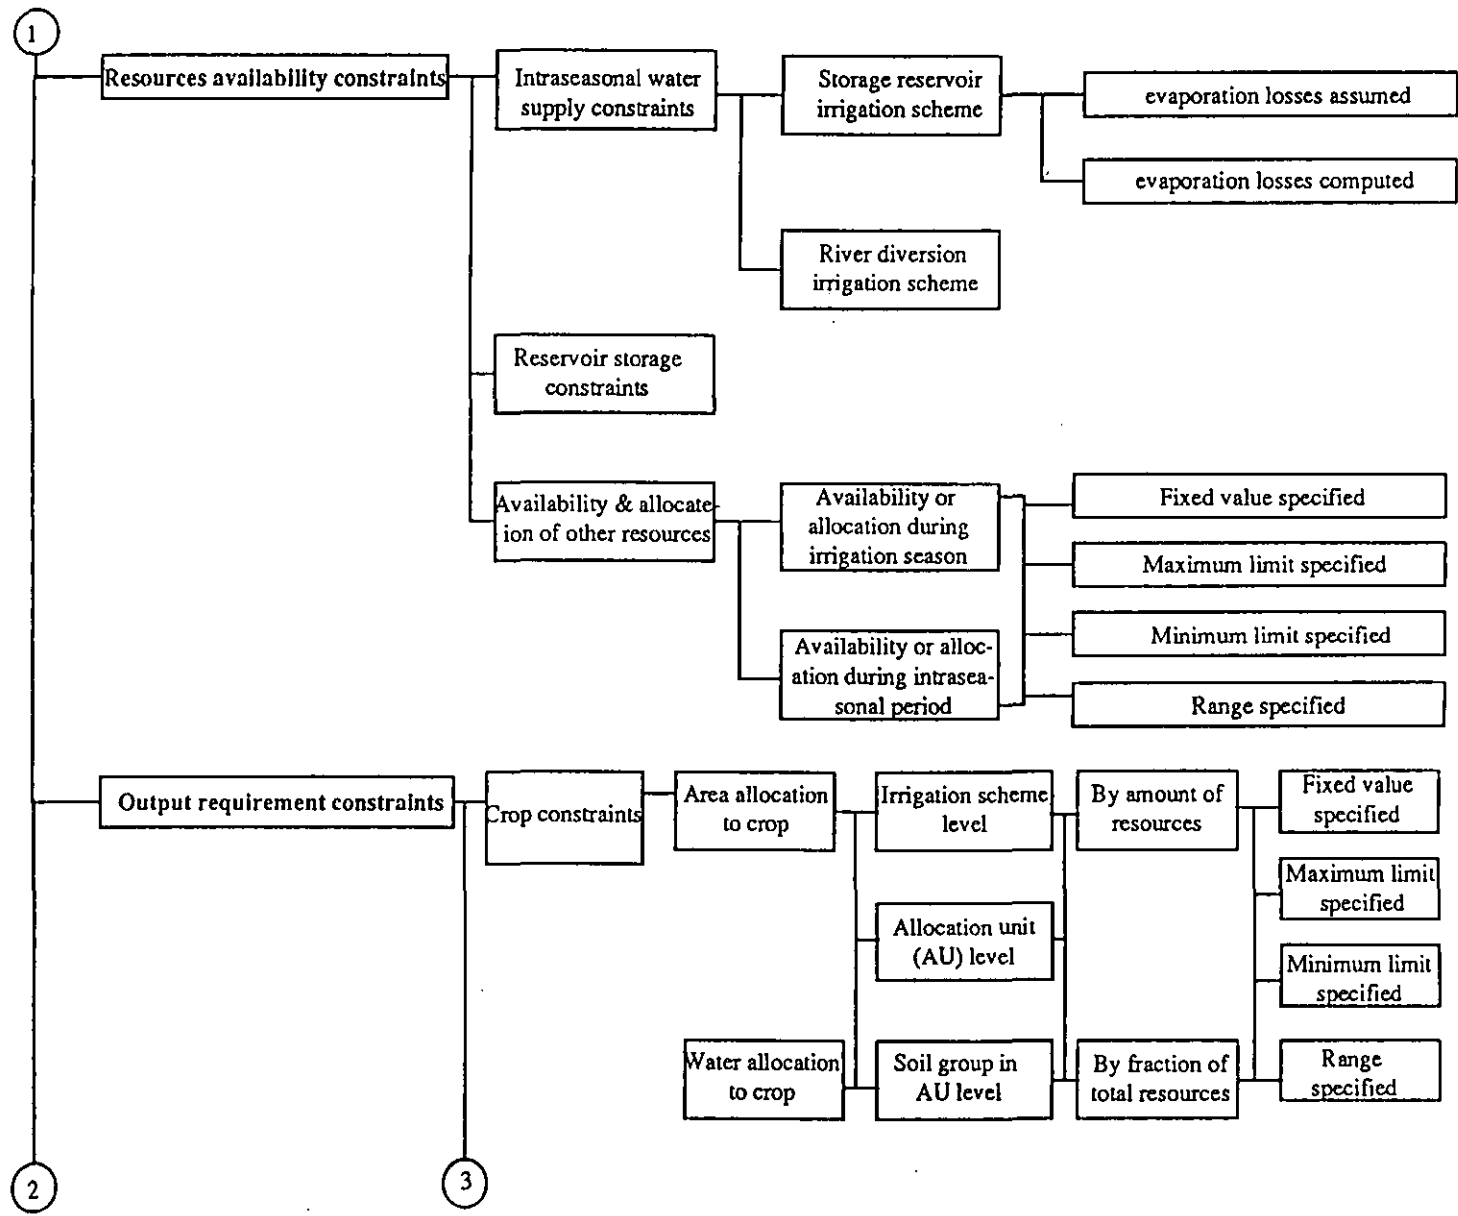 1
Resources availability constraints
Intraseasonal water
supply constraints
Storage reservoir
irrigation scheme
evaporation losses assumed
evaporation losses computed
River diversion
irrigation scheme
Reservoir storage
constraints
Availability & allocate-
ion of other resources
Availability or
allocation during
irrigation season
Fixed value specified
Maximum limit specified
Minimum limit specified
Availability or alloc-
ation during intrasea-
sonal period
Range specified
Output requirement constraints
Crop constraints
Area allocation
to crop
Irrigation scheme
level
By amount of
resources
Fixed value
specified
Maximum limit
specified
Allocation unit
(AU) level
Minimum limit
specified
Water allocation
to crop
Soil group in
AU level
By fraction of
total resources
Range
specified
2
3